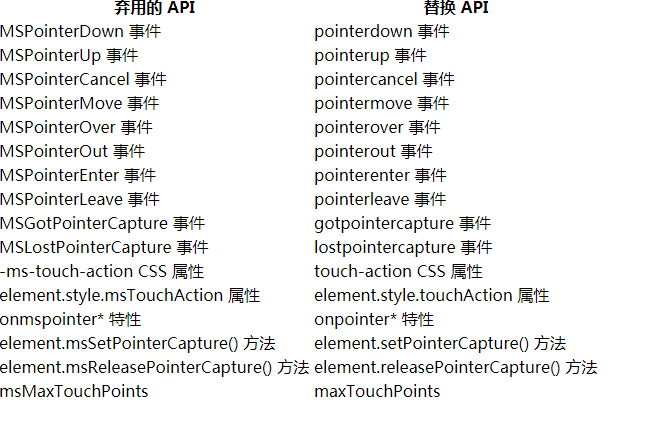 弃用的 API 替换 API
MSPointerDown 事件 pointerdown 事件
MSPointerUp 事件 pointerup 事件
MSPointerCancel 事件 pointercancel 事件
MSPointerMove 事件 pointermove 事件
MSPointerOver 事件 pointerover 事件
MSPointerOut 事件 pointerout 事件
MSPointerEnter 事件 pointerenter 事件
MSPointerLeave 事件 pointerleave 事件
MSGotPointerCapture 事件 gotpointercapture 事件
MSLostPointerCapture 事件 lostpointercapture 事件
-ms-touch-action CSS 属性 touch-action CSS 属性
element.style.msTouchAction 属性 element.style.touchAction 属性
onmspointer* 特性 onpointer* 特性
element.msSetPointerCapture() 方法 element.setPointerCapture() 方法
element.msReleasePointerCapture() 方法 element.releasePointerCapture() 方法
msMaxTouchPoints maxTouchPoints